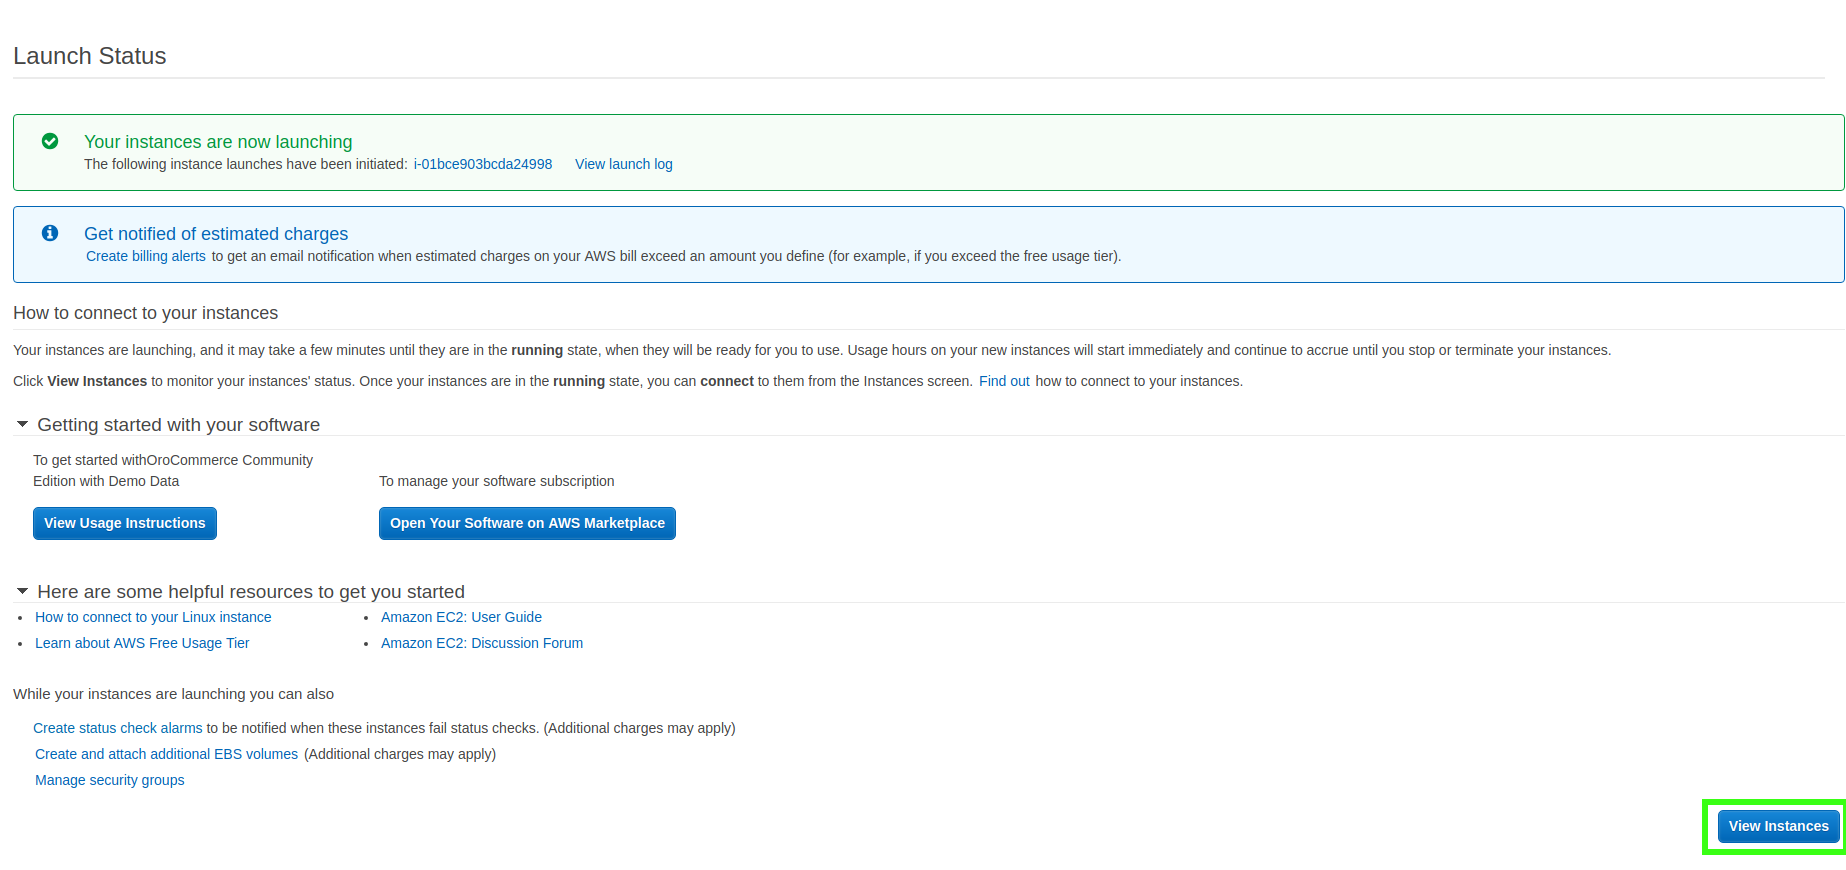 Launch Status
Your instances are now launching
The following instance launches have been initiated: i-01bce903bcda24998 View launch log
Get notified of estimated charges
Create billing alerts to get an email notification when estimated charges on your AWS bill exceed an amount you define (for example, if you exceed the free usage tier).
How to connect to your instances
Your instances are launching, and it may take a few minutes until they are in the running state, when they will be ready for you to use. Usage hours on your new instances will start immediately and continue to accrue until you stop or terminate your instances.
Click View Instances to monitor your instances' status. Once your instances are in the running state, you can connect to them from the Instances screen. Find out how to connect to your instances.
Getting started with your software
To get started withOroCommerce Community
Edition with Demo Data
To manage your software subscription
View Usage Instructions
Open Your Software on AWS Marketplace
Here are some helpful resources to get you started
How to connect to your Linux instance
Amazon EC2: User Guide
Learn about AWS Free Usage Tier
Amazon EC2: Discussion Forum
While your instances are launching you can also
Create status check alarms to be notified when these instances fail status checks. (Additional charges may apply)
Create and attach additional EBS volumes (Additional charges may apply)
Manage security groups
View Instances